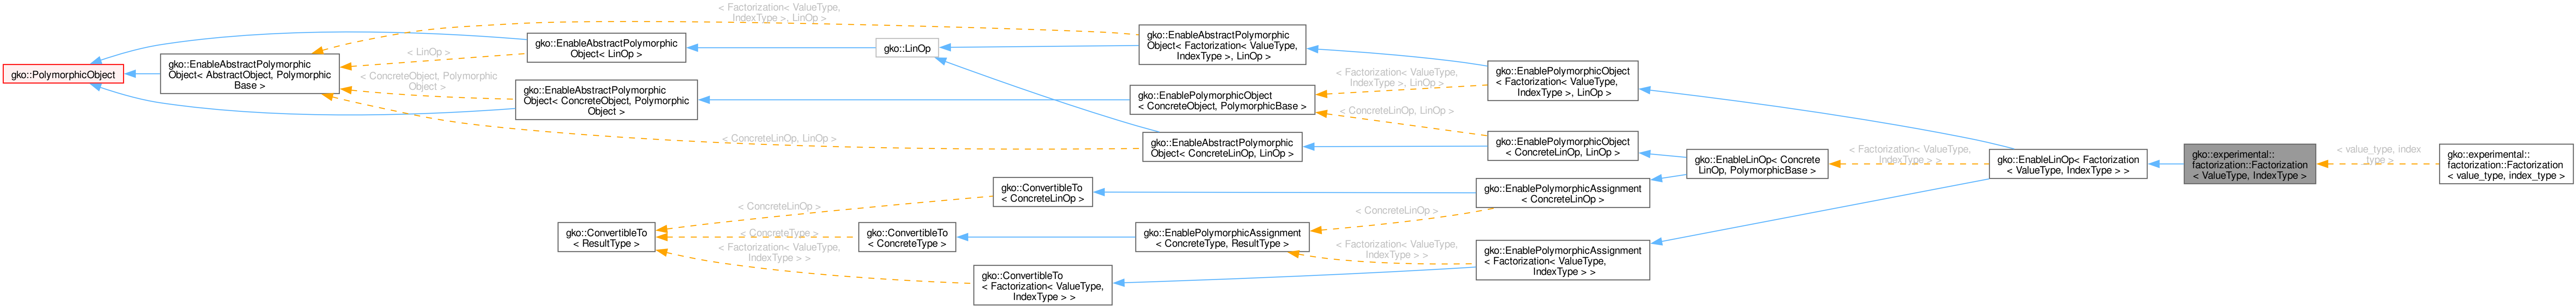 gko::PolymorphicObject
gko::EnableAbstractPolymorphic
Object< AbstractObject, Polymorphic
Base >
< Factorization< ValueType,
IndexType >, LinOp >
< LinOp >
< ConcreteObject, Polymorphic
Object >
< ConcreteLinOp, LinOp >
gko::EnableAbstractPolymorphic
Object< LinOp >
gko::EnableAbstractPolymorphic
Object< ConcreteObject, Polymorphic
Object >
gko::LinOp
gko::EnableAbstractPolymorphic
Object< Factorization< ValueType,
IndexType >, LinOp >
gko::EnablePolymorphicObject
< ConcreteObject, PolymorphicBase >
gko::EnableAbstractPolymorphic
Object< ConcreteLinOp, LinOp >
< Factorization< ValueType,
IndexType >, LinOp >
< ConcreteLinOp, LinOp >
gko::EnablePolymorphicObject
< Factorization< ValueType,
IndexType >, LinOp >
gko::EnablePolymorphicObject
< ConcreteLinOp, LinOp >
gko::ConvertibleTo
< ResultType >
< ConcreteLinOp >
< ConcreteType >
< Factorization< ValueType,
IndexType > >
gko::ConvertibleTo
< ConcreteLinOp >
gko::ConvertibleTo
< ConcreteType >
gko::ConvertibleTo
< Factorization< ValueType,
IndexType > >
gko::EnablePolymorphicAssignment
< ConcreteType, ResultType >
< ConcreteLinOp >
< Factorization< ValueType,
IndexType > >
gko::EnablePolymorphicAssignment
< ConcreteLinOp >
gko::EnablePolymorphicAssignment
< Factorization< ValueType,
IndexType > >
gko::EnableLinOp< Concrete
LinOp, PolymorphicBase >
< Factorization< ValueType,
IndexType > >
gko::EnableLinOp< Factorization
< ValueType, IndexType > >
gko::experimental::
factorization::Factorization
< ValueType, IndexType >
< value_type, index
_type >
gko::experimental::
factorization::Factorization
< value_type, index_type >